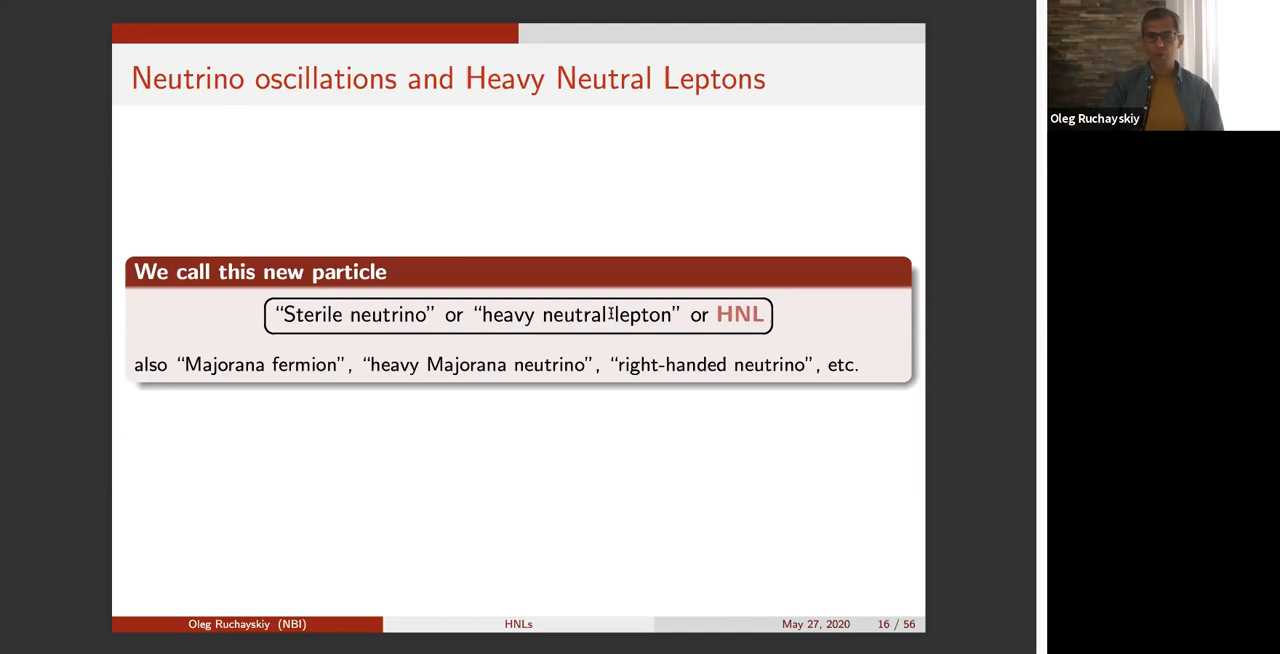 Neutrino oscillations and Heavy Neutral Leptons
We call this new particle
“Sterile neutrino” or “heavy neutral lepton” or HNL
also “Majorana fermion”, “heavy Majorana neutrino”, “right-handed neutrino”, etc.
Oleg Ruchayskiy (NBI) HNLs May 27, 2020 16 / 56
Oleg Ruchayskiy